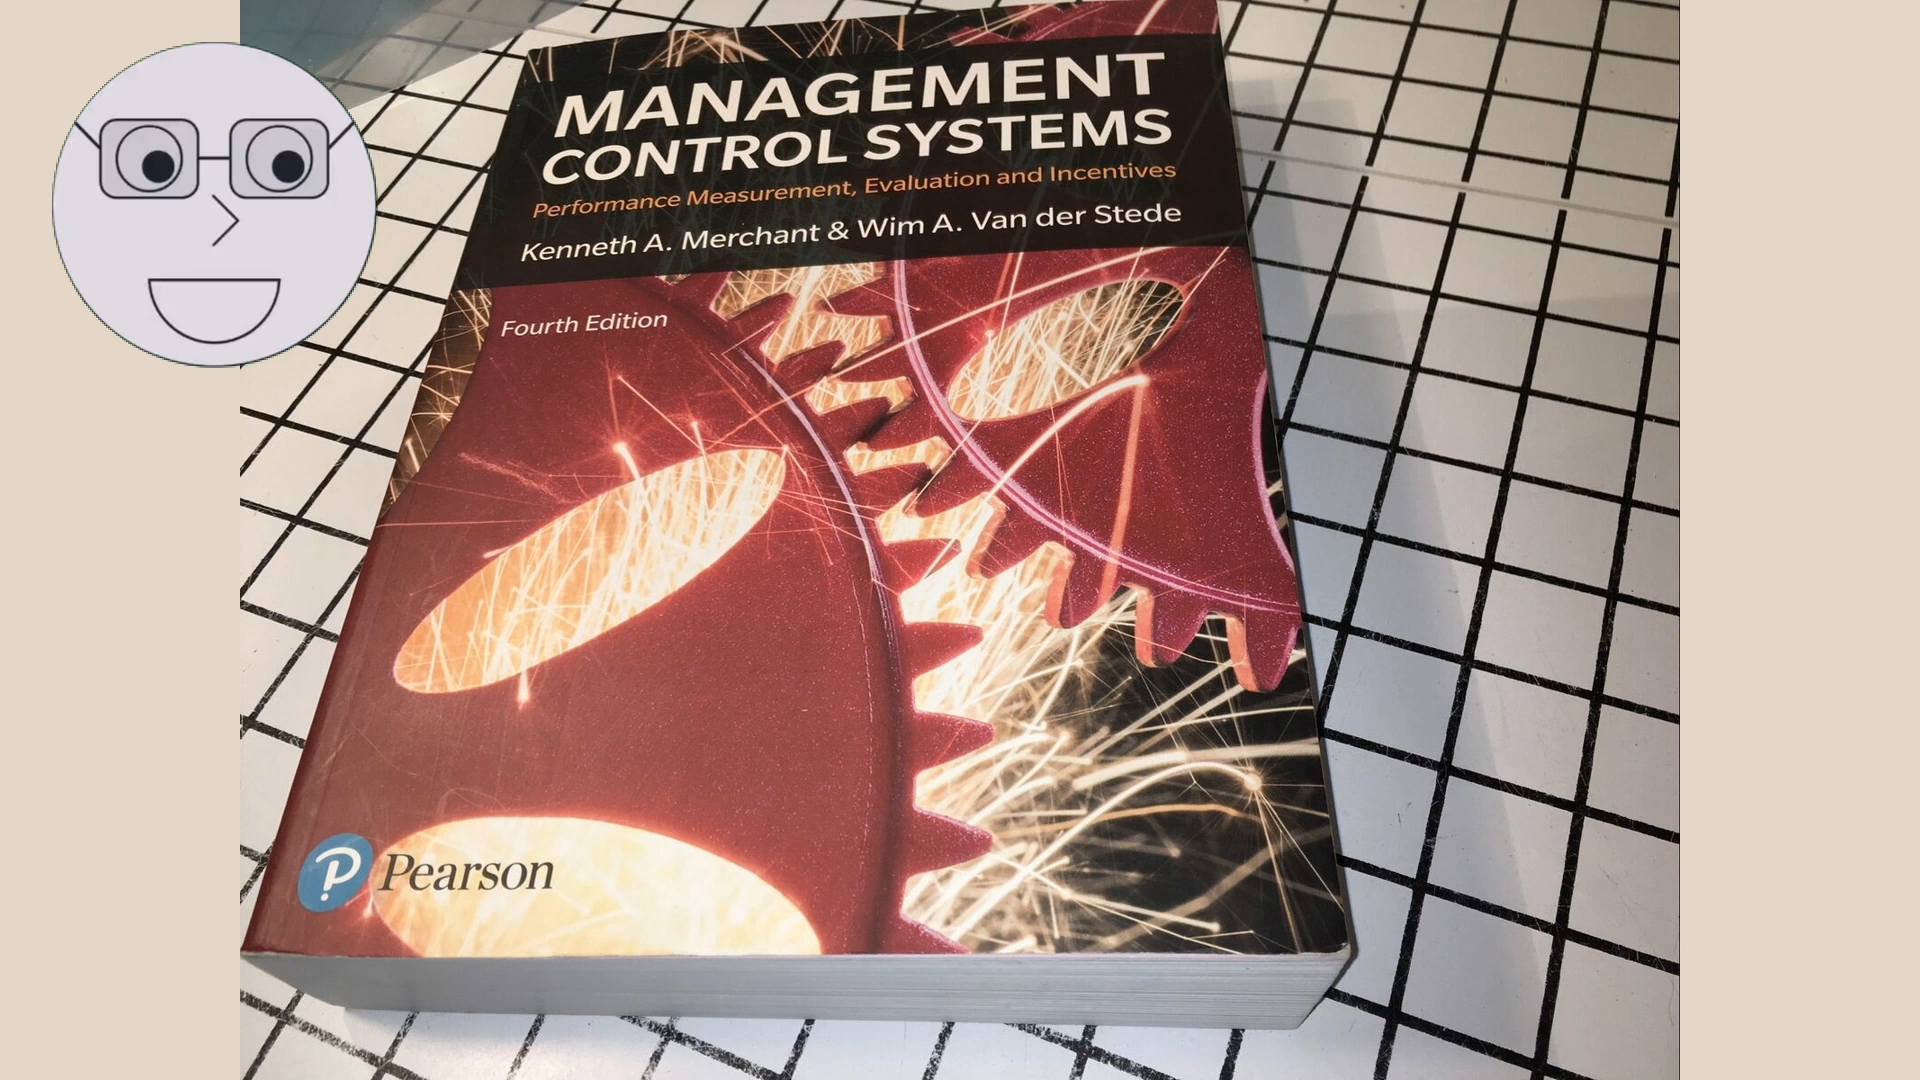 MANAGEMENT
CONTROL SYSTEMS
Performance Measurement, Evaluation and Incentives
Kenneth A. Merchant & Wim A. Van der Stede
Fourth Edition
Pearson